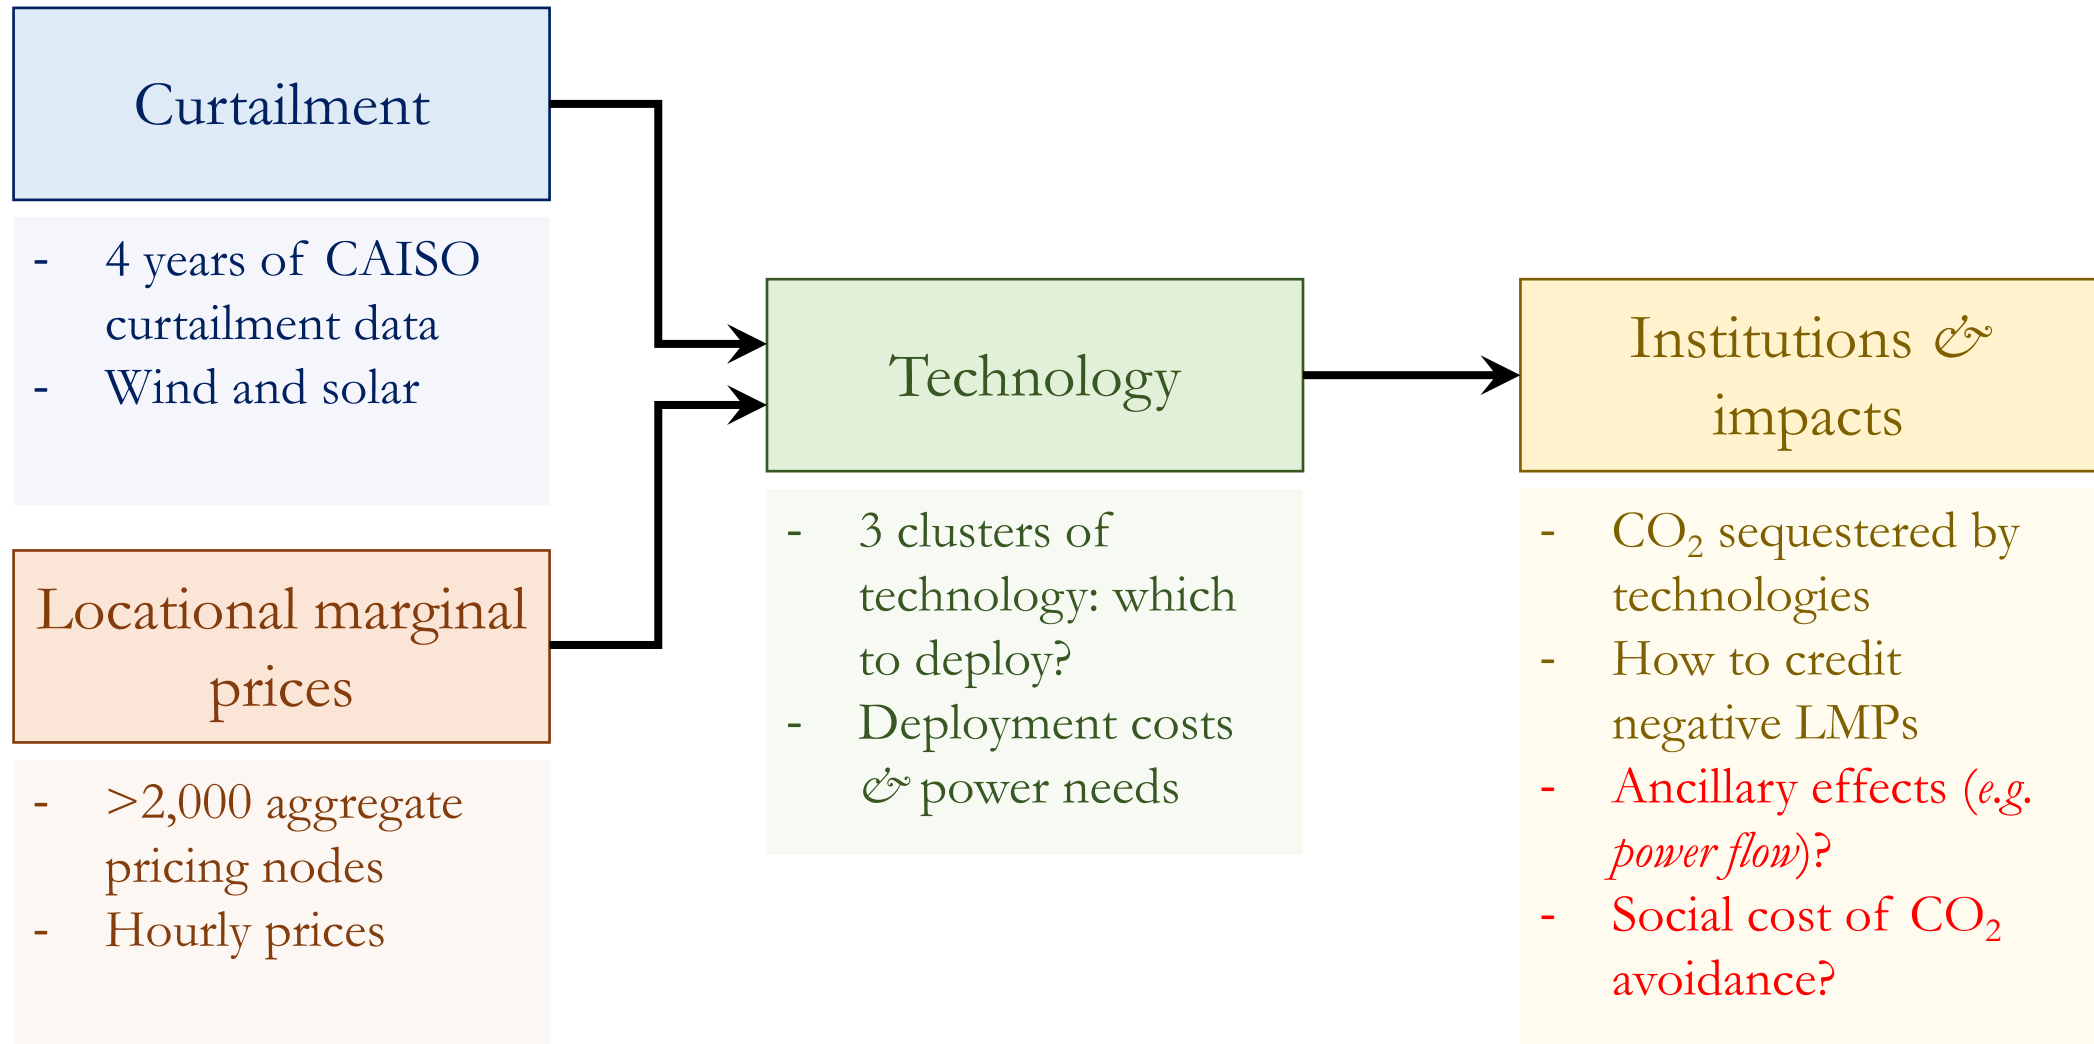 Curtailment
- 4 years of CAISO
curtailment data
- Wind and solar
Locational marginal
prices
- >2,000 aggregate
pricing nodes
- Hourly prices
Technology
- 3 clusters of
technology: which
to deploy?
- Deployment costs
& power needs
Institutions &
impacts
- CO₂ sequestered by
technologies
- How to credit
negative LMPs
- Ancillary effects (e.g.
power flow)?
- Social cost of CO₂
avoidance?